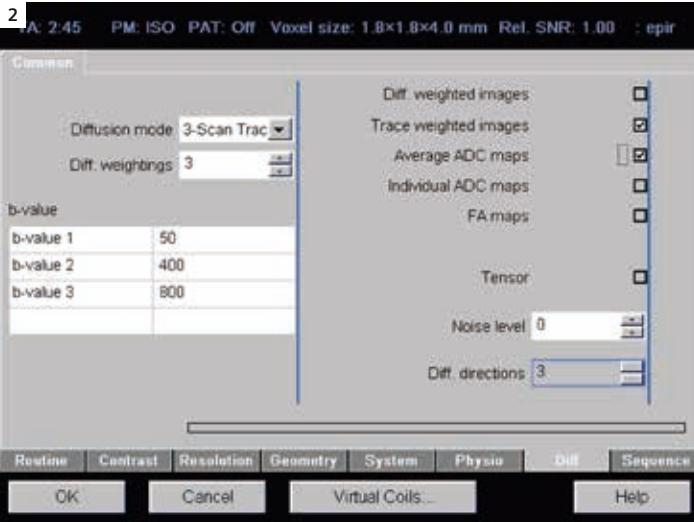 2
TA: 2:45 PM: ISO PAT: Off Voxel size: 1.8×1.8×4.0 mm Rel. SNR: 1.00 : epir
Common
Diffusion mode 3-Scan Trac
Diff. weightings 3
b-value
b-value 1 50
b-value 2 400
b-value 3 800
Diff. weighted images
Trace weighted images
Average ADC maps
Individual ADC maps
FA maps
Tensor
Noise level 0
Diff. directions 3
Routine Contrast Resolution Geometry System Physio Diff Sequence
OK Cancel Virtual Coils... Help